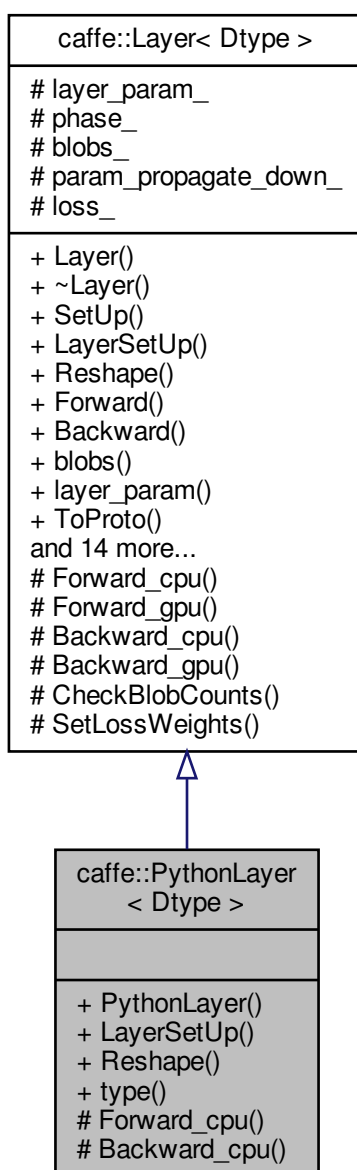 caffe::Layer< Dtype >
# layer_param_
# phase_
# blobs_
# param_propagate_down_
# loss_
+ Layer()
+ ~Layer()
+ SetUp()
+ LayerSetUp()
+ Reshape()
+ Forward()
+ Backward()
+ blobs()
+ layer_param()
+ ToProto()
and 14 more...
# Forward_cpu()
# Forward_gpu()
# Backward_cpu()
# Backward_gpu()
# CheckBlobCounts()
# SetLossWeights()
caffe::PythonLayer
< Dtype >
+ PythonLayer()
+ LayerSetUp()
+ Reshape()
+ type()
# Forward_cpu()
# Backward_cpu()